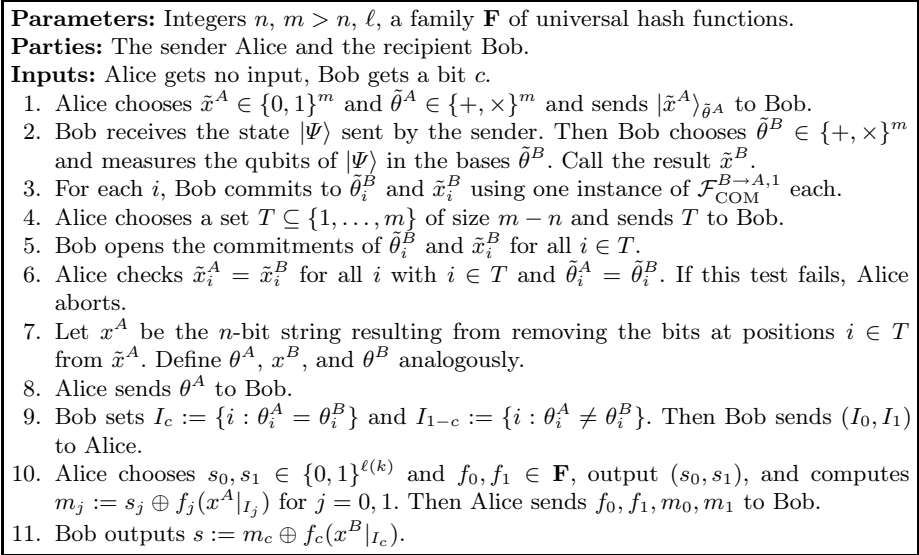 Parameters: Integers n, m > n, ℓ, a family F of universal hash functions.
Parties: The sender Alice and the recipient Bob.
Inputs: Alice gets no input, Bob gets a bit c.
1. Alice chooses x̃^A ∈ {0, 1}^m and θ̃^A ∈ {+, ×}^m and sends |x̃^A⟩_θ̃^A to Bob.
2. Bob receives the state |Ψ⟩ sent by the sender. Then Bob chooses θ̃^B ∈ {+, ×}^m
and measures the qubits of |Ψ⟩ in the bases θ̃^B. Call the result x̃^B.
3. For each i, Bob commits to θ̃_i^B and x̃_i^B using one instance of F_COM^{B→A,1} each.
4. Alice chooses a set T ⊆ {1, . . . , m} of size m − n and sends T to Bob.
5. Bob opens the commitments of θ̃_i^B and x̃_i^B for all i ∈ T.
6. Alice checks x̃_i^A = x̃_i^B for all i with i ∈ T and θ̃_i^A = θ̃_i^B. If this test fails, Alice
aborts.
7. Let x^A be the n-bit string resulting from removing the bits at positions i ∈ T
from x̃^A. Define θ^A, x^B, and θ^B analogously.
8. Alice sends θ^A to Bob.
9. Bob sets I_c := {i : θ_i^A = θ_i^B} and I_{1−c} := {i : θ_i^A ≠ θ_i^B}. Then Bob sends (I_0, I_1)
to Alice.
10. Alice chooses s_0, s_1 ∈ {0, 1}^{ℓ(k)} and f_0, f_1 ∈ F, output (s_0, s_1), and computes
m_j := s_j ⊕ f_j(x^A|_{I_j}) for j = 0, 1. Then Alice sends f_0, f_1, m_0, m_1 to Bob.
11. Bob outputs s := m_c ⊕ f_c(x^B|_{I_c}).